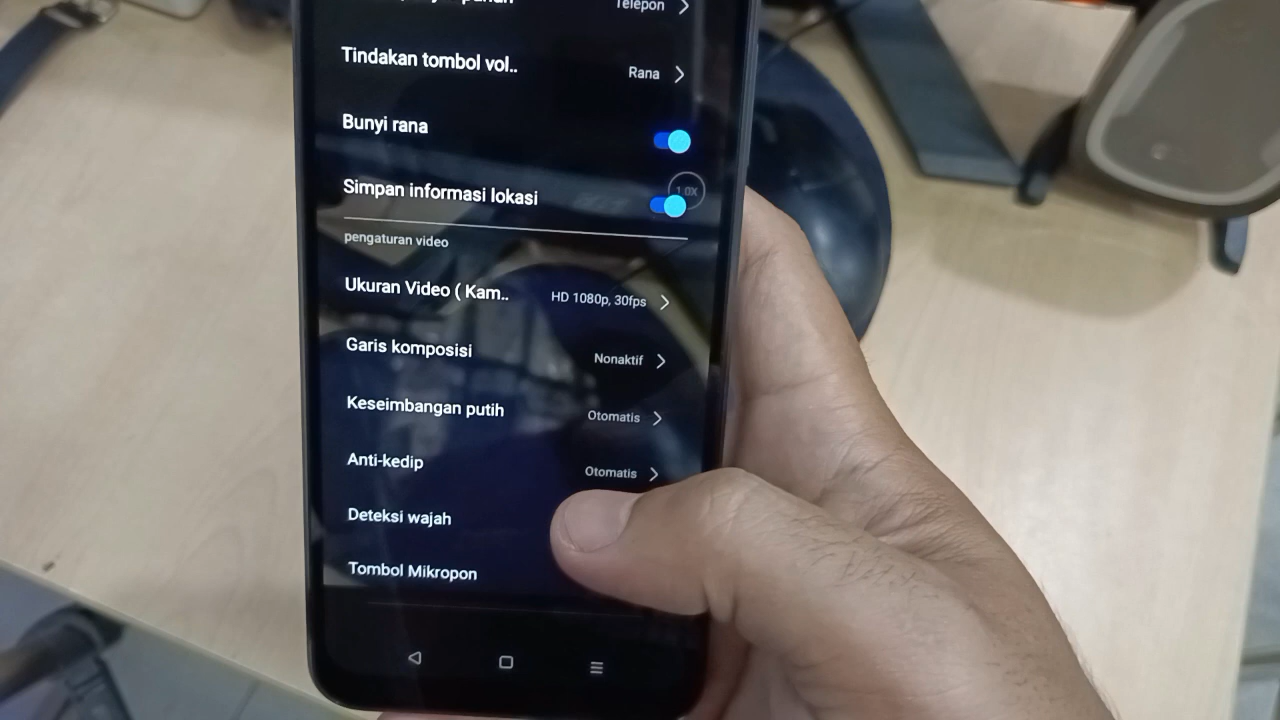 Telepon
Tindakan tombol vol..
Rana
Bunyi rana
Simpan informasi lokasi
1.0X
pengaturan video
Ukuran Video ( Kam..
HD 1080p, 30fps
Garis komposisi
Nonaktif
Keseimbangan putih
Otomatis
Anti-kedip
Otomatis
Deteksi wajah
Tombol Mikropon